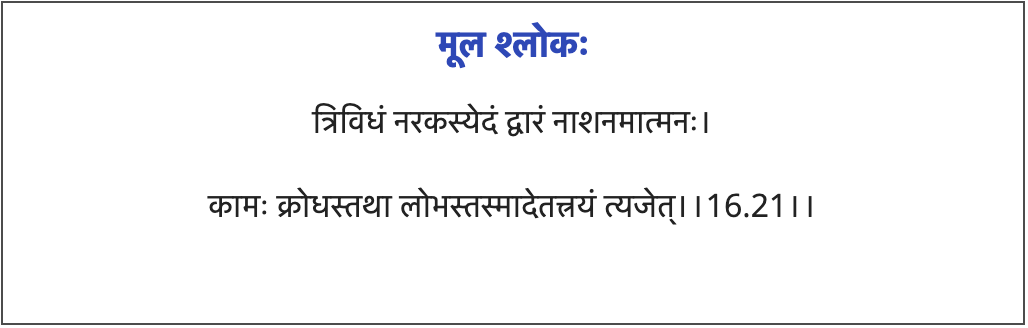 मूल श्लोकः
त्रिविधं नरकस्येदं द्वारं नाशनमात्मनः।
कामः क्रोधस्तथा लोभस्तस्मादेतत्त्रयं त्यजेत्।।16.21।।